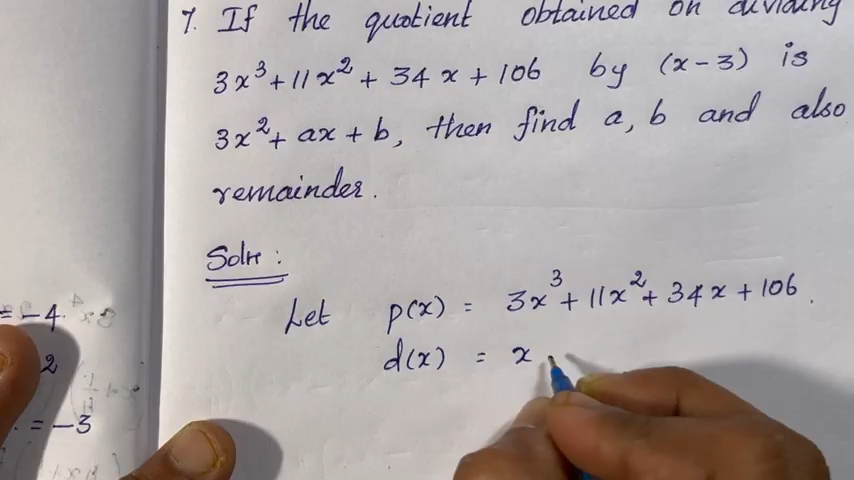 7. If the quotient obtained on dividing
3x³ + 11x² + 34x + 106 by (x - 3) is
3x² + ax + b, then find a, b and also
remainder.
Soln :
Let p(x) = 3x³ + 11x² + 34x + 106.
d(x) = x
= -4
2
= -3